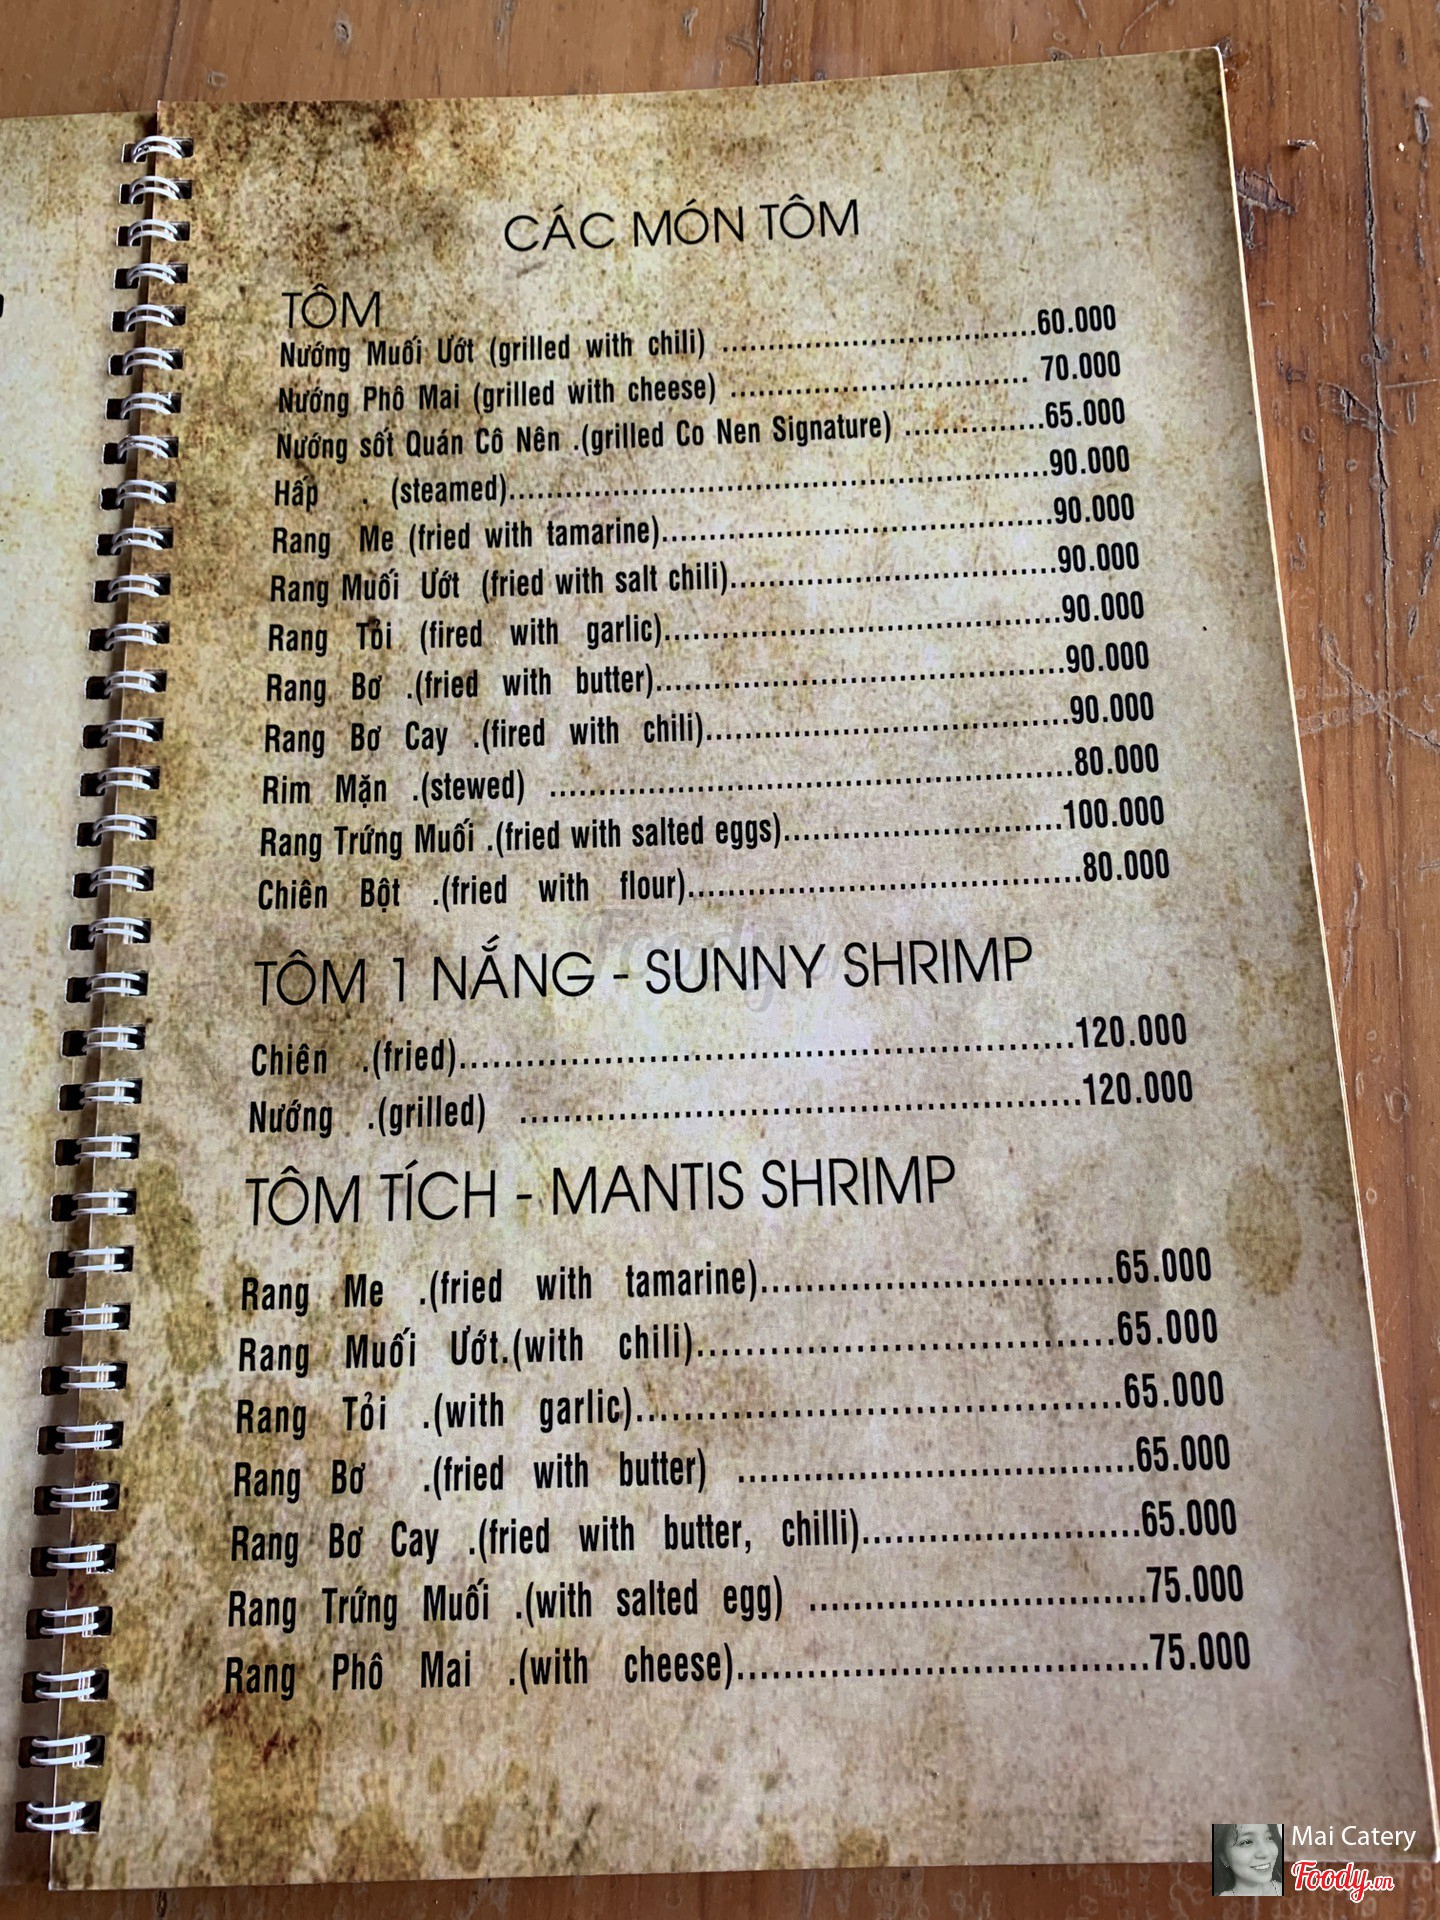 CÁC MÓN TÔM
TÔM
Nướng Muối Ướt (grilled with chili) ..................................60.000
Nướng Phô Mai (grilled with cheese) ................................ 70.000
Nướng sốt Quán Cô Nên .(grilled Co Nen Signature) ...............65.000
Hấp . (steamed)..........................................................90.000
Rang Me (fried with tamarine)..........................................90.000
Rang Muối Ướt (fried with salt chili)...................................90.000
Rang Tỏi (fired with garlic)...........................................90.000
Rang Bơ .(fried with butter)...........................................90.000
Rang Bơ Cay .(fired with chili).......................................90.000
Rim Mặn .(stewed) ......................................................80.000
Rang Trứng Muối .(fried with salted eggs).............................100.000
Chiên Bột .(fried with flour)..........................................80.000
Foody
TÔM 1 NẮNG - SUNNY SHRIMP
Chiên .(fried)..........................................................120.000
Nướng .(grilled) ....................................................120.000
TÔM TÍCH - MANTIS SHRIMP
Rang Me .(fried with tamarine)................................65.000
Rang Muối Ướt.(with chili).....................................65.000
Rang Tỏi .(with garlic)..........................................65.000
Rang Bơ .(fried with butter) ...................................65.000
Rang Bơ Cay .(fried with butter, chilli).........................65.000
Rang Trứng Muối .(with salted egg) ..............................75.000
Rang Phô Mai .(with cheese).....................................75.000
Mai Catery
Foody.vn